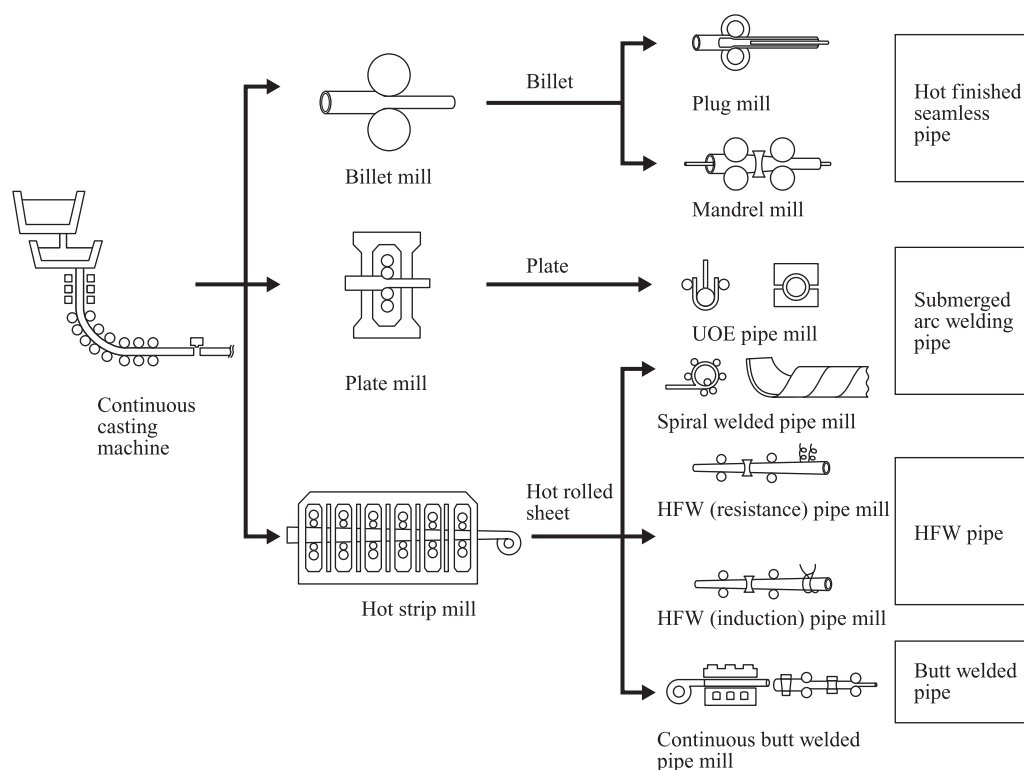 Billet
Plug mill
Hot finished
seamless
pipe
Billet mill
Mandrel mill
Plate
UOE pipe mill
Submerged
arc welding
pipe
Plate mill
Continuous
casting
machine
Spiral welded pipe mill
Hot rolled
sheet
HFW (resistance) pipe mill
HFW pipe
Hot strip mill
HFW (induction) pipe mill
Butt welded
pipe
Continuous butt welded
pipe mill